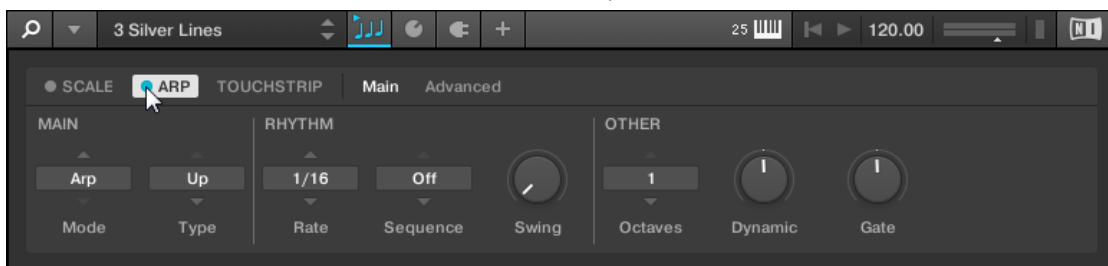 3 Silver Lines 25 120.00 NI
SCALE ARP TOUCHSTRIP Main Advanced
MAIN RHYTHM OTHER
Arp Up 1/16 Off 1
Mode Type Rate Sequence Swing Octaves Dynamic Gate